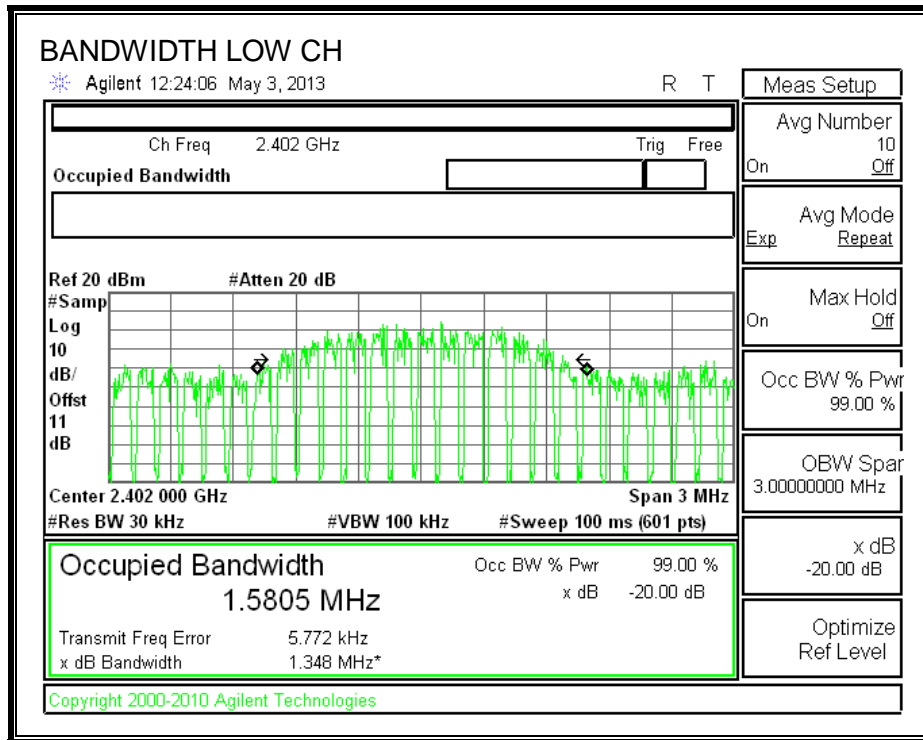 BANDWIDTH LOW CH
Agilent 12:24:06 May 3, 2013 R T
Ch Freq 2.402 GHz Trig Free
Occupied Bandwidth
Ref 20 dBm #Atten 20 dB
#Samp
Log
10
dB/
Offst
11
dB
Center 2.402 000 GHz Span 3 MHz
#Res BW 30 kHz #VBW 100 kHz #Sweep 100 ms (601 pts)
Occupied Bandwidth Occ BW % Pwr 99.00 %
1.5805 MHz x dB -20.00 dB
Transmit Freq Error 5.772 kHz
x dB Bandwidth 1.348 MHz*
Copyright 2000-2010 Agilent Technologies
Meas Setup
Avg Number
10
On Off
Avg Mode
Exp Repeat
Max Hold
On Off
Occ BW % Pwr
99.00 %
OBW Span
3.00000000 MHz
x dB
-20.00 dB
Optimize
Ref Level